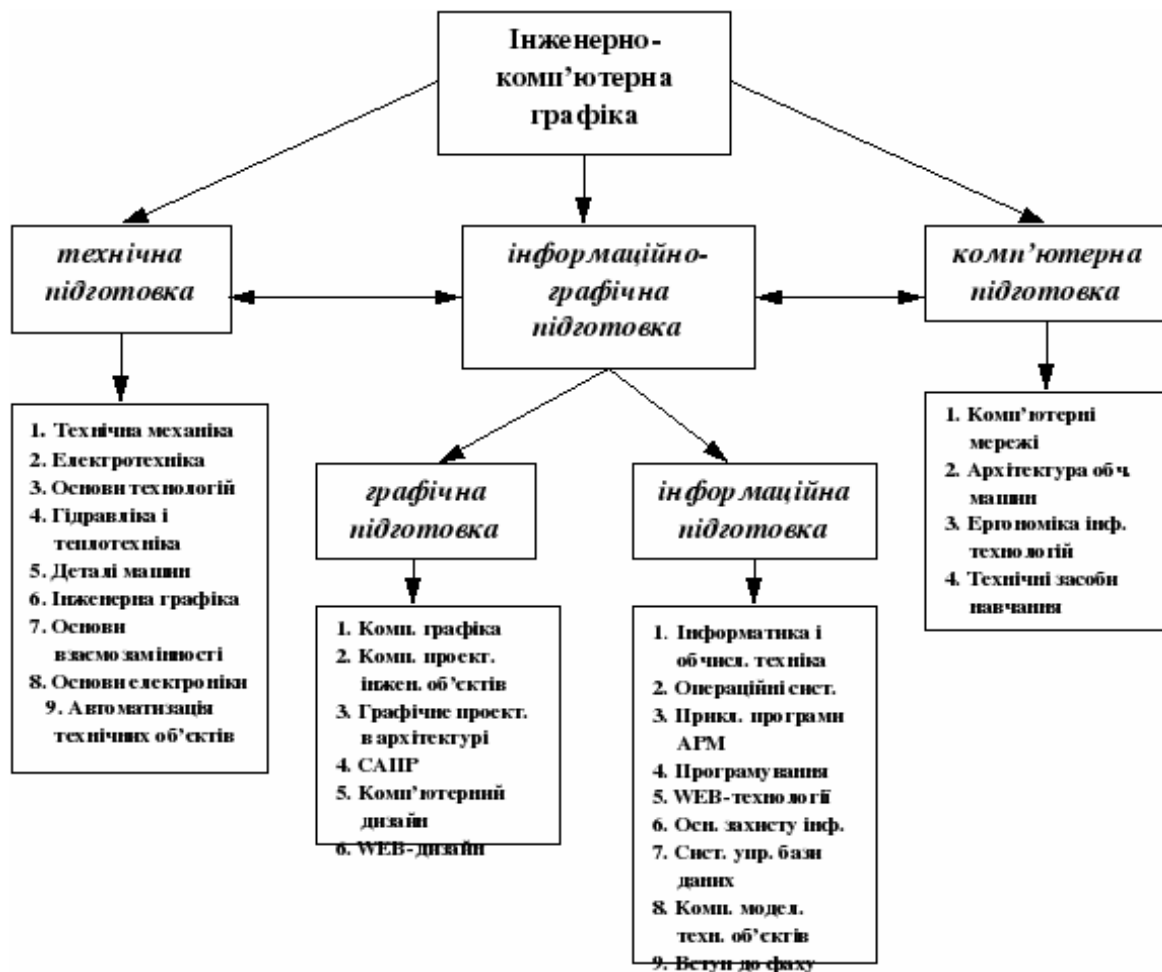 Інженерно-
комп’ютерна
графіка
технічна
підготовка
інформаційно-
графічна
підготовка
комп’ютерна
підготовка
1. Технічна механіка
2. Електротехніка
3. Основи технологій
4. Гідравліка і
теплотехніка
5. Деталі машин
6. Інженерна графіка
7. Основи
взаємозамінності
8. Основи електроніки
9. Автоматизація
технічних об’єктів
графічна
підготовка
1. Комп. графіка
2. Комп. проект.
інжен. об’єктів
3. Графічне проект.
в архітектурі
4. САПР
5. Комп’ютерний
дизайн
6. WEB-дизайн
інформаційна
підготовка
1. Інформатика і
обчисл. техніка
2. Операційні сист.
3. Прикл. програми
АРМ
4. Програмування
5. WEB-технології
6. Осн. захисту інф.
7. Сист. упр. бази
даних
8. Комп. модел.
техн. об’єктів
9. Вступ до фаху
1. Комп’ютерні
мережі
2. Архітектура обч.
машин
3. Ергономіка інф.
технологій
4. Технічні засоби
навчання